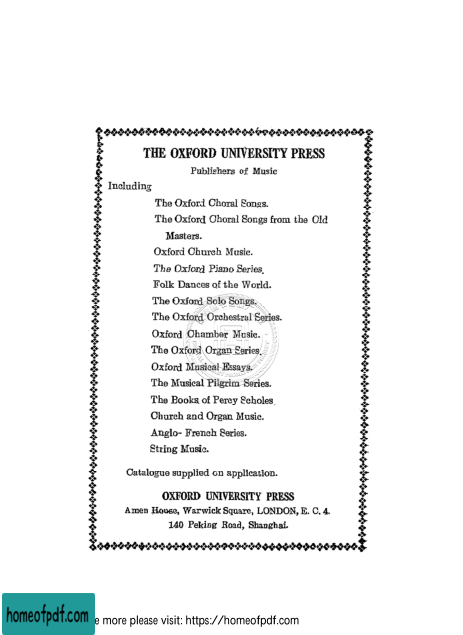 THE OXFORD UNIVERSITY PRESS
Publishers of Music
Including
The Oxford Choral Songs.
The Oxford Choral Songs from the Old
Masters.
Oxford Church Music.
The Oxford Piano Series.
Folk Dances of the World.
The Oxford Solo Songs.
The Oxford Orchestral Series.
Oxford Chamber Music.
The Oxford Organ Series.
Oxford Musical Essays.
The Musical Pilgrim Series.
The Books of Percy Scholes.
Church and Organ Music.
Anglo- French Series.
String Music.
Catalogue supplied on application.
OXFORD UNIVERSITY PRESS
Amen House, Warwick Square, LONDON, E. C. 4.
140 Peking Road, Shanghai.
homeofpdf.com
e more please visit: https://homeofpdf.com